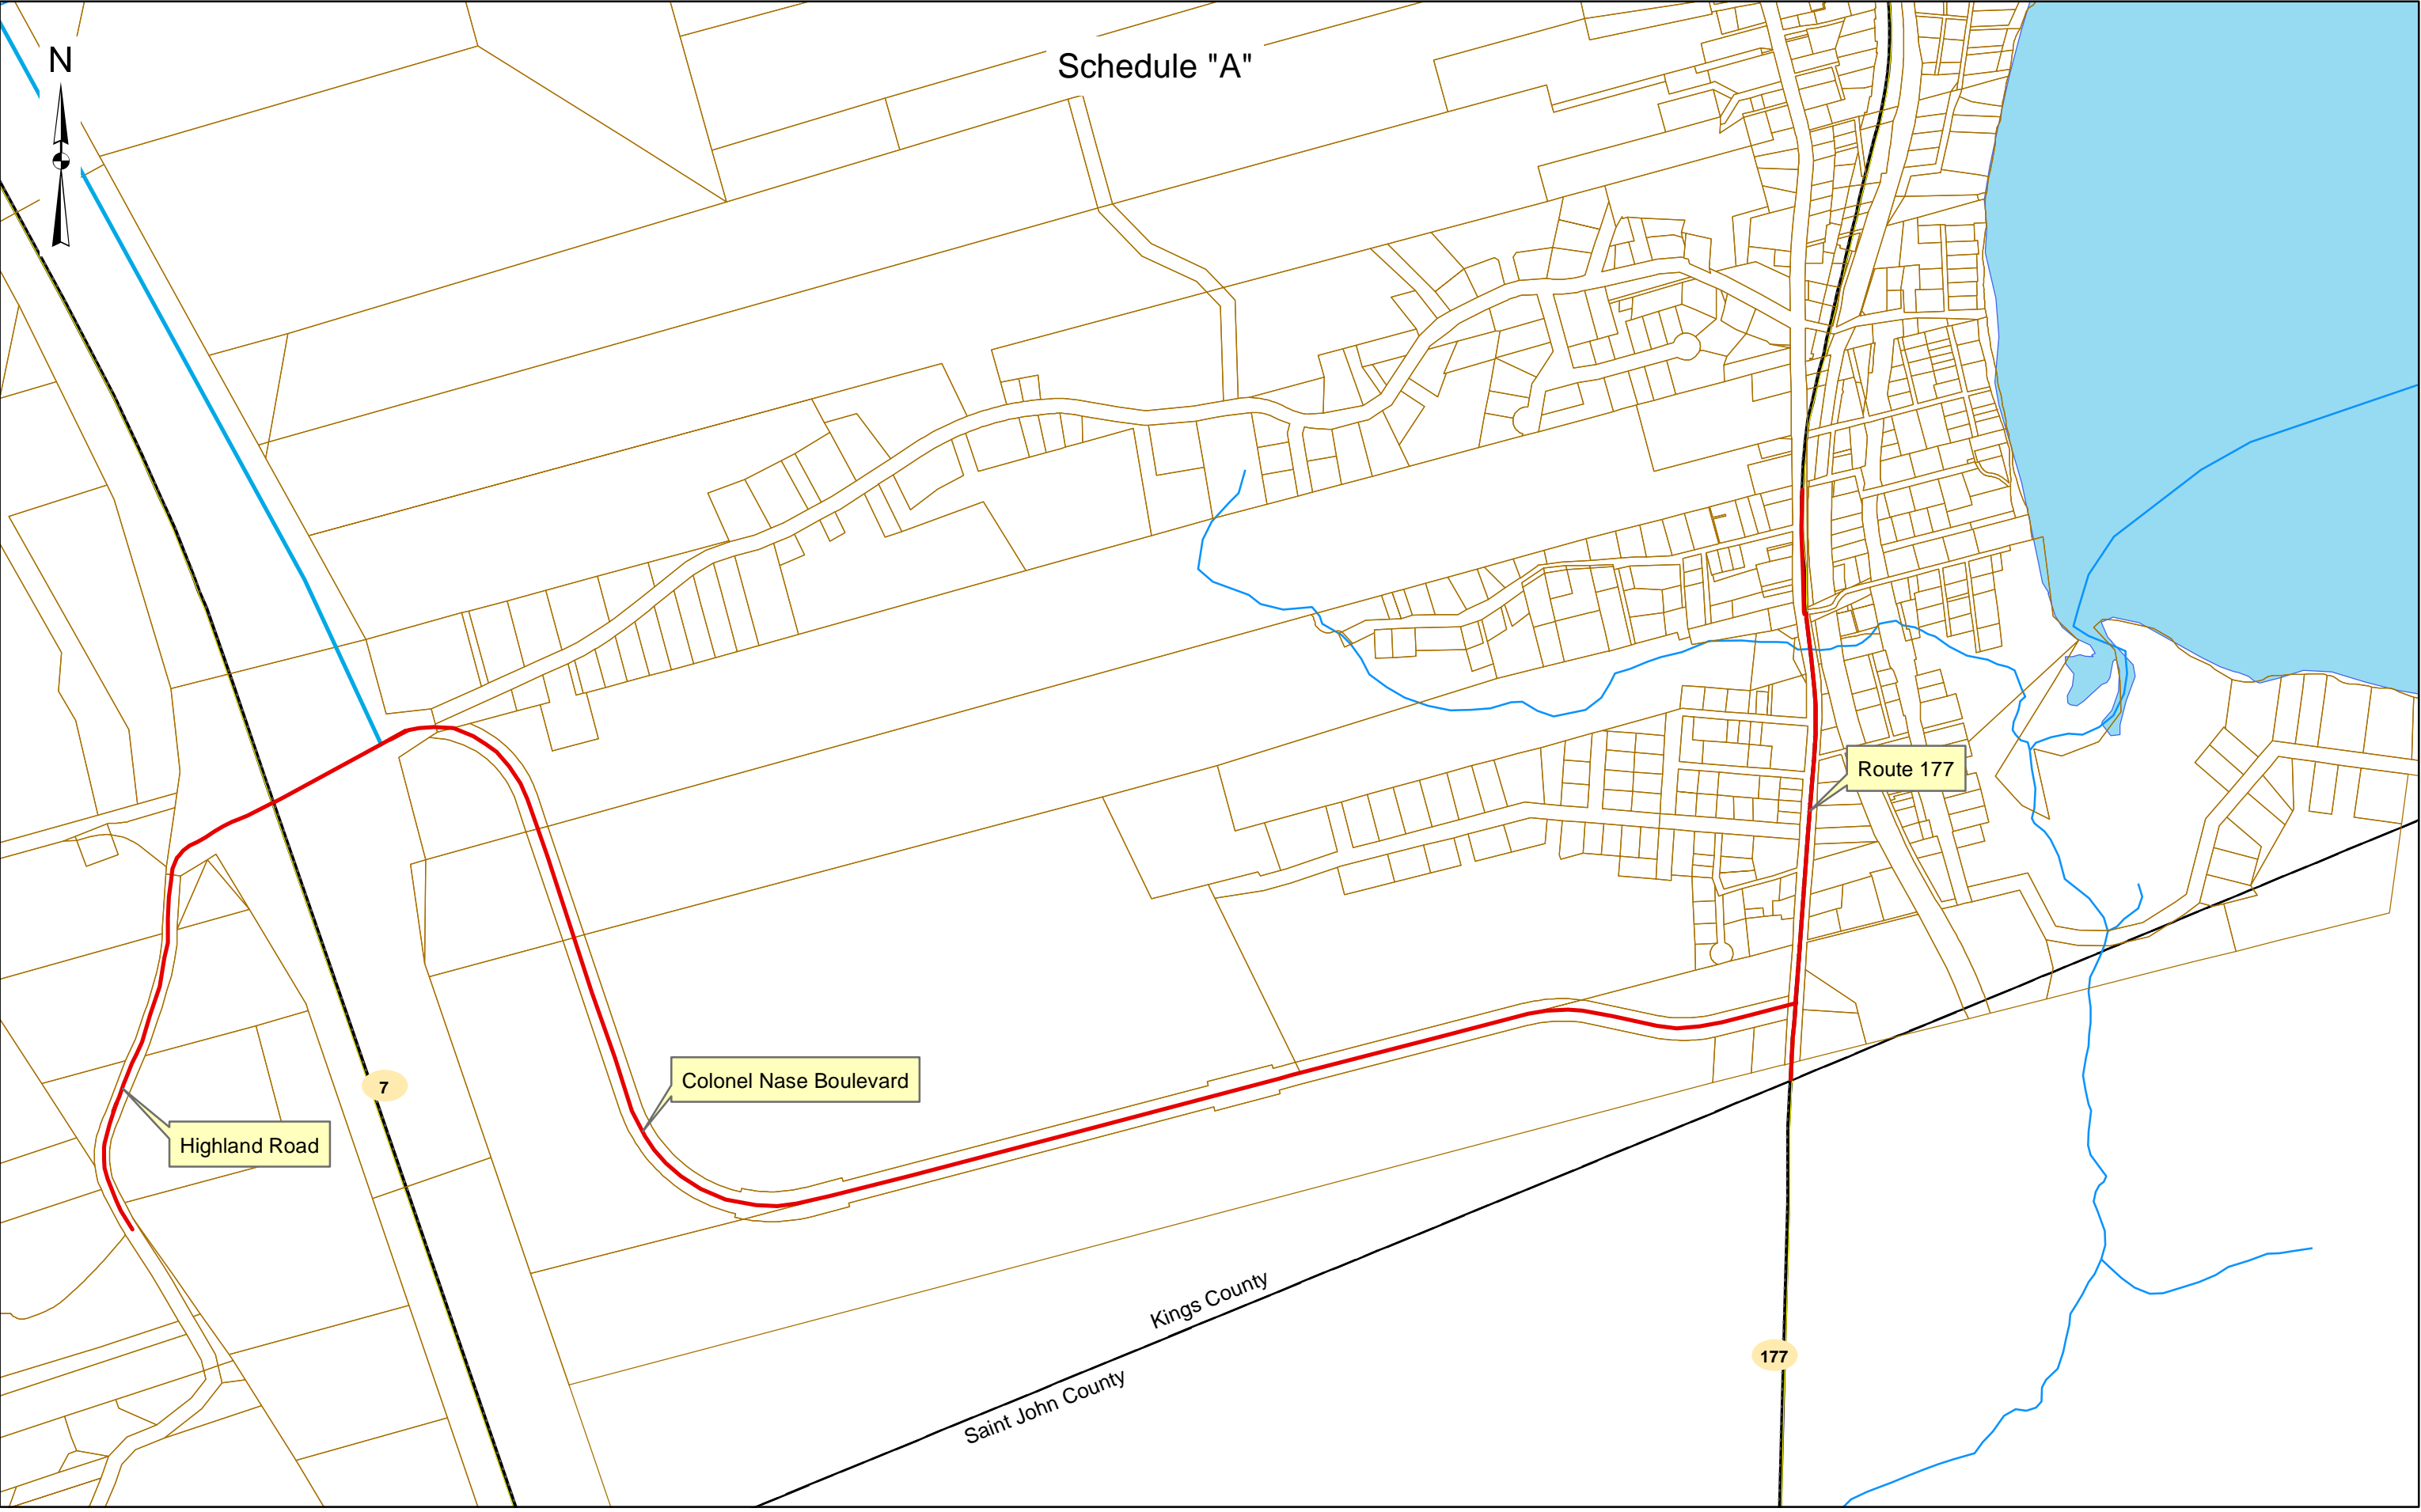 N
Schedule "A"
Route 177
7
Colonel Nase Boulevard
Highland Road
Kings County
Saint John County
177